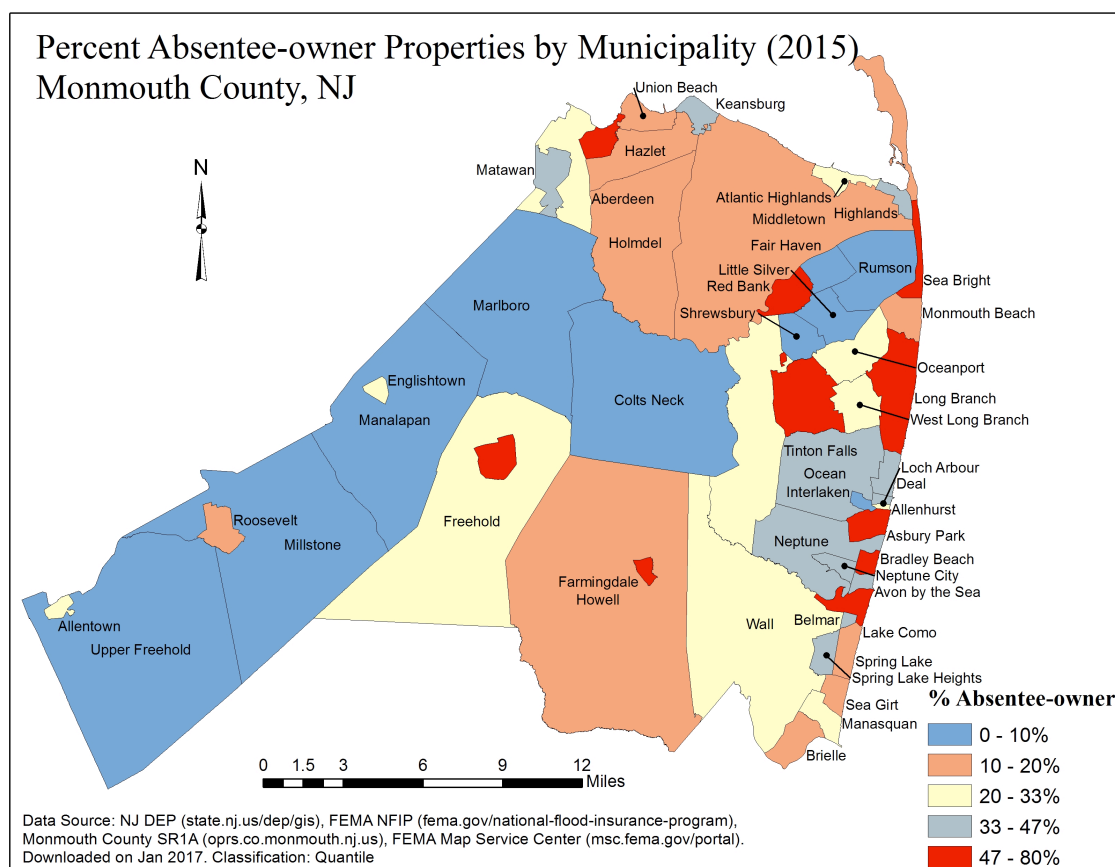 Percent Absentee-owner Properties by Municipality (2015)
Monmouth County, NJ
Union Beach
Keansburg
Hazlet
N
Matawan
Aberdeen
Atlantic Highlands
Middletown
Highlands
Holmdel
Fair Haven
Little Silver
Rumson
Red Bank
Sea Bright
Marlboro
Shrewsbury
Monmouth Beach
Oceanport
Englishtown
Colts Neck
Long Branch
Manalapan
West Long Branch
Tinton Falls
Loch Arbour
Ocean
Deal
Interlaken
Allenhurst
Roosevelt
Freehold
Asbury Park
Millstone
Neptune
Bradley Beach
Neptune City
Farmingdale
Howell
Avon by the Sea
Allentown
Wall
Belmar
Lake Como
Upper Freehold
Spring Lake
Spring Lake Heights
Sea Girt
Manasquan
Brielle
% Absentee-owner
0 - 10%
10 - 20%
20 - 33%
33 - 47%
47 - 80%
0 1.5 3 6 9 12
Miles
Data Source: NJ DEP (state.nj.us/dep/gis), FEMA NFIP (fema.gov/national-flood-insurance-program),
Monmouth County SR1A (oprs.co.monmouth.nj.us), FEMA Map Service Center (msc.fema.gov/portal).
Downloaded on Jan 2017. Classification: Quantile